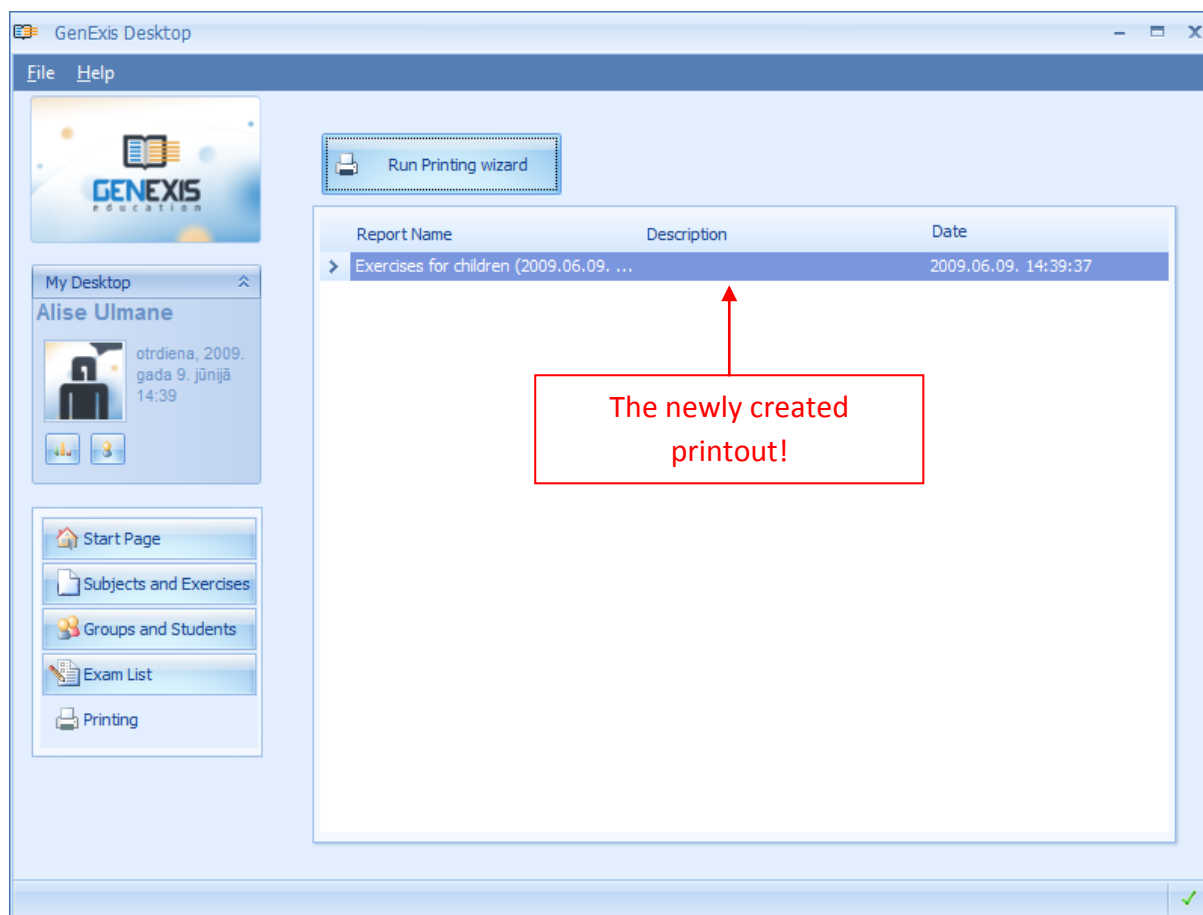 GenExis Desktop
File Help
GENEXIS
education
My Desktop
Alise Ulmane
otrdiena, 2009.
gada 9. jūnijā
14:39
Start Page
Subjects and Exercises
Groups and Students
Exam List
Printing
Run Printing wizard
Report Name Description Date
Exercises for children (2009.06.09. ... 2009.06.09. 14:39:37
The newly created
printout!